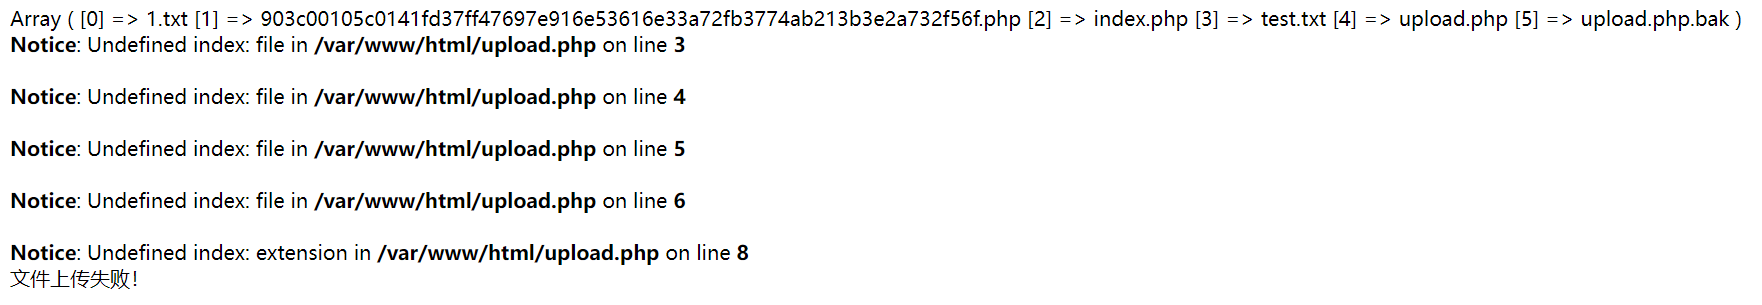 Array ( [0] => 1.txt [1] => 903c00105c0141fd37ff47697e916e53616e33a72fb3774ab213b3e2a732f56f.php [2] => index.php [3] => test.txt [4] => upload.php [5] => upload.php.bak )
Notice: Undefined index: file in /var/www/html/upload.php on line 3
Notice: Undefined index: file in /var/www/html/upload.php on line 4
Notice: Undefined index: file in /var/www/html/upload.php on line 5
Notice: Undefined index: file in /var/www/html/upload.php on line 6
Notice: Undefined index: extension in /var/www/html/upload.php on line 8
文件上传失败!